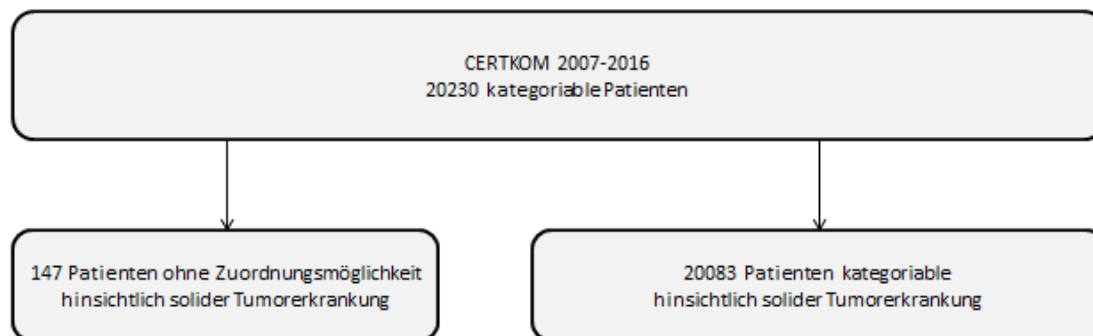 CERTKOM 2007-2016
20230 kategoriable Patienten
147 Patienten ohne Zuordnungsmöglichkeit
hinsichtlich solider Tumorerkrankung
20083 Patienten kategoriable
hinsichtlich solider Tumorerkrankung